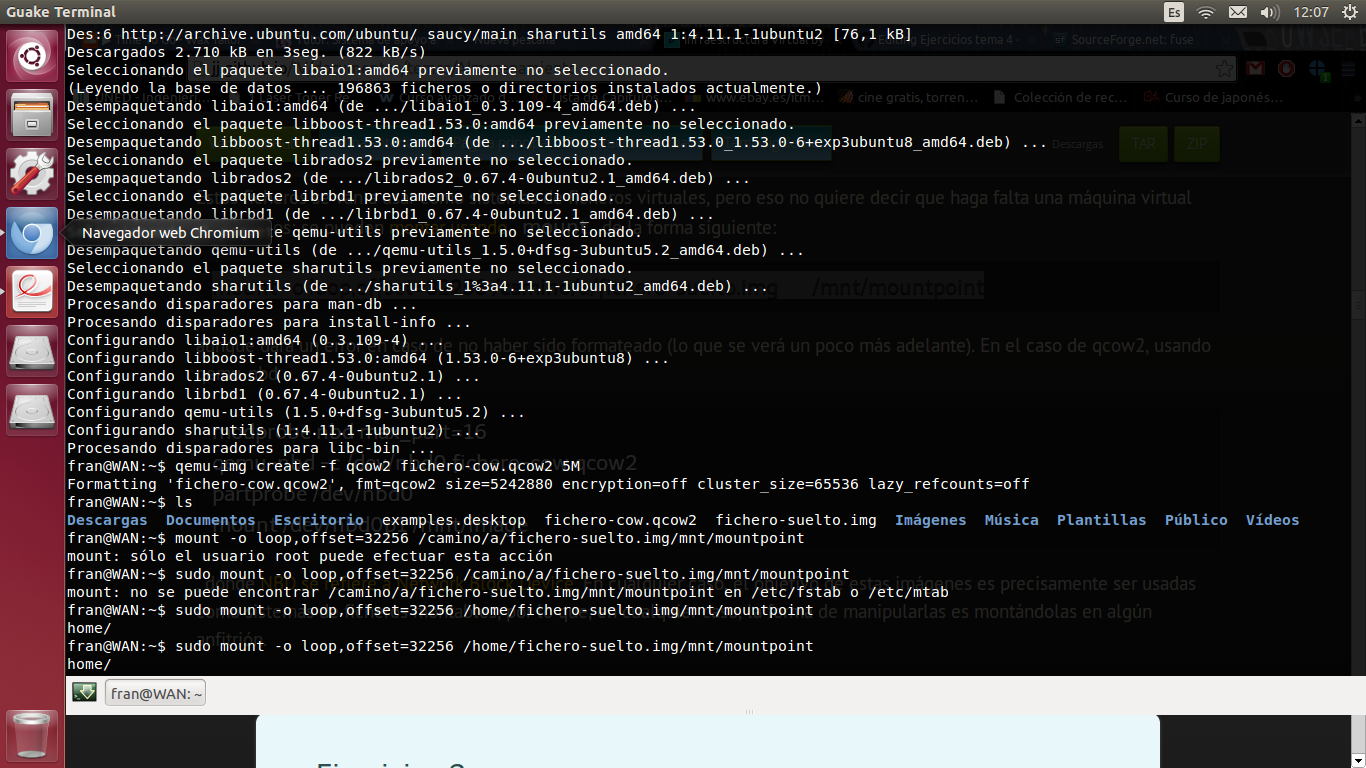 Guake Terminal
Es
12:07
Des:6 http://archive.ubuntu.com/ubuntu/ saucy/main sharutils amd64 1:4.11.1-1ubuntu2 [76,1 kB]
Descargados 2.710 kB en 3seg. (822 kB/s)
Seleccionando el paquete libaio1:amd64 previamente no seleccionado.
(Leyendo la base de datos ... 196863 ficheros o directorios instalados actualmente.)
Desempaquetando libaio1:amd64 (de .../libaio1_0.3.109-4_amd64.deb) ...
Seleccionando el paquete libboost-thread1.53.0:amd64 previamente no seleccionado.
Desempaquetando libboost-thread1.53.0:amd64 (de .../libboost-thread1.53.0_1.53.0-6+exp3ubuntu8_amd64.deb) ...
Seleccionando el paquete librados2 previamente no seleccionado.
Desempaquetando librados2 (de .../librados2_0.67.4-0ubuntu2.1_amd64.deb) ...
Seleccionando el paquete librbd1 previamente no seleccionado.
Desempaquetando librbd1 (de .../librbd1_0.67.4-0ubuntu2.1_amd64.deb) ...
Navegador web Chromium
e qemu-utils previamente no seleccionado.
Desempaquetando qemu-utils (de .../qemu-utils_1.5.0+dfsg-3ubuntu5.2_amd64.deb) ...
Seleccionando el paquete sharutils previamente no seleccionado.
Desempaquetando sharutils (de .../sharutils_1%3a4.11.1-1ubuntu2_amd64.deb) ...
Procesando disparadores para man-db ...
Procesando disparadores para install-info ...
Configurando libaio1:amd64 (0.3.109-4) ...
Configurando libboost-thread1.53.0:amd64 (1.53.0-6+exp3ubuntu8) ...
Configurando librados2 (0.67.4-0ubuntu2.1) ...
Configurando librbd1 (0.67.4-0ubuntu2.1) ...
Configurando qemu-utils (1.5.0+dfsg-3ubuntu5.2) ...
Configurando sharutils (1:4.11.1-1ubuntu2) ...
Procesando disparadores para libc-bin ...
fran@WAN:~$ qemu-img create -f qcow2 fichero-cow.qcow2 5M
Formatting 'fichero-cow.qcow2', fmt=qcow2 size=5242880 encryption=off cluster_size=65536 lazy_refcounts=off
fran@WAN:~$ ls
Descargas Documentos Escritorio examples.desktop fichero-cow.qcow2 fichero-suelto.img Imágenes Música Plantillas Público Vídeos
fran@WAN:~$ mount -o loop,offset=32256 /camino/a/fichero-suelto.img/mnt/mountpoint
mount: sólo el usuario root puede efectuar esta acción
fran@WAN:~$ sudo mount -o loop,offset=32256 /camino/a/fichero-suelto.img/mnt/mountpoint
mount: no se puede encontrar /camino/a/fichero-suelto.img/mnt/mountpoint en /etc/fstab o /etc/mtab
fran@WAN:~$ sudo mount -o loop,offset=32256 /home/fichero-suelto.img/mnt/mountpoint
home/
fran@WAN:~$ sudo mount -o loop,offset=32256 /home/fichero-suelto.img/mnt/mountpoint
home/
fran@WAN: ~